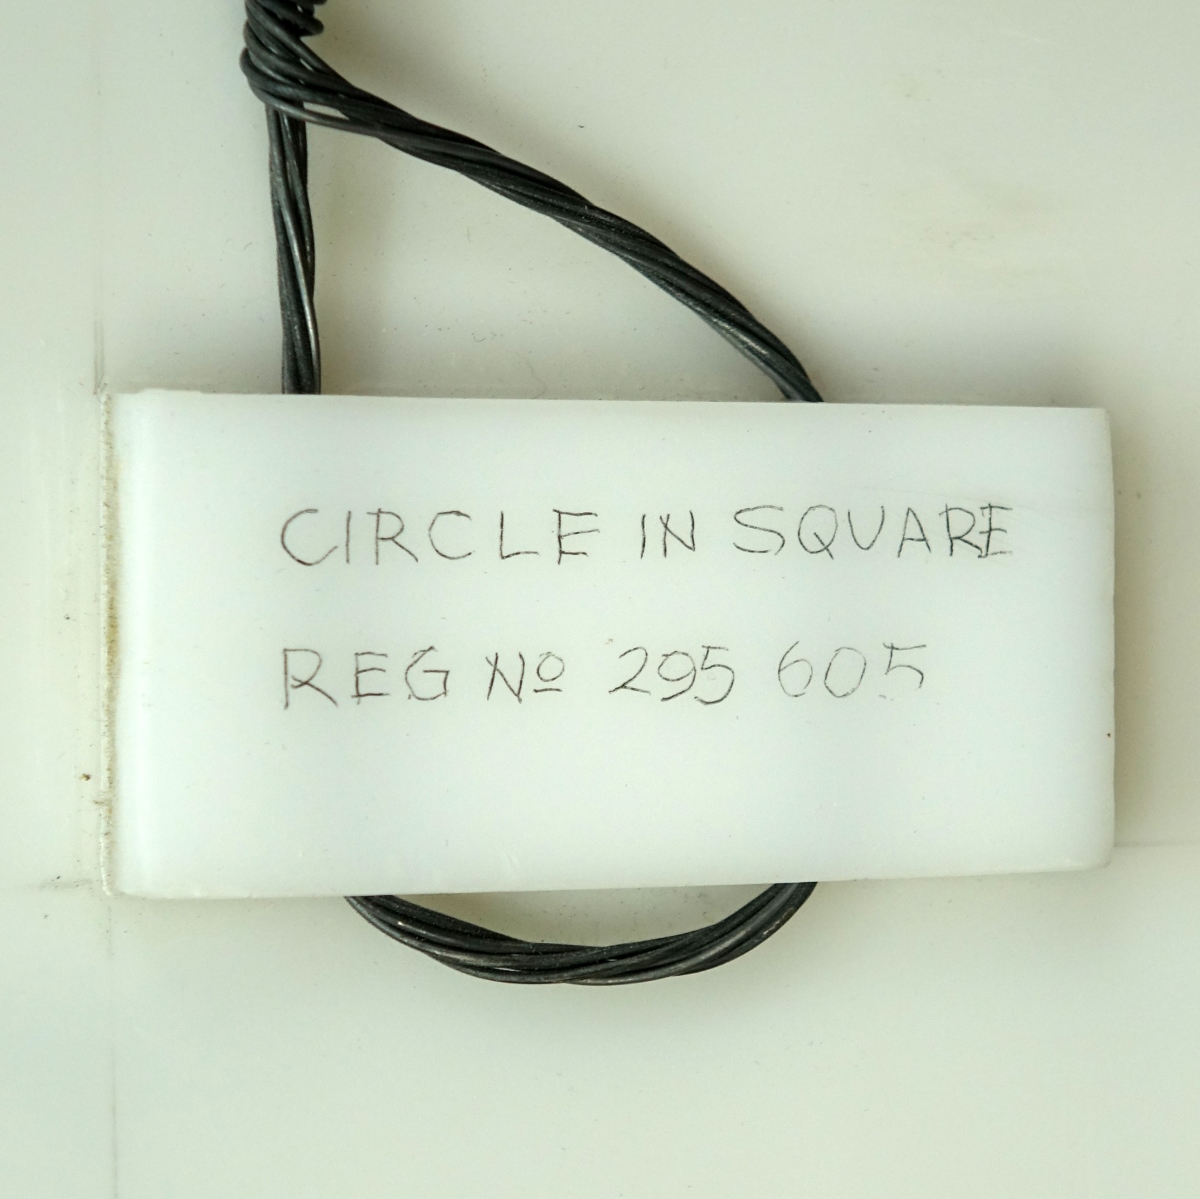 CIRCLE IN SQUARE
REG Nº 295 605